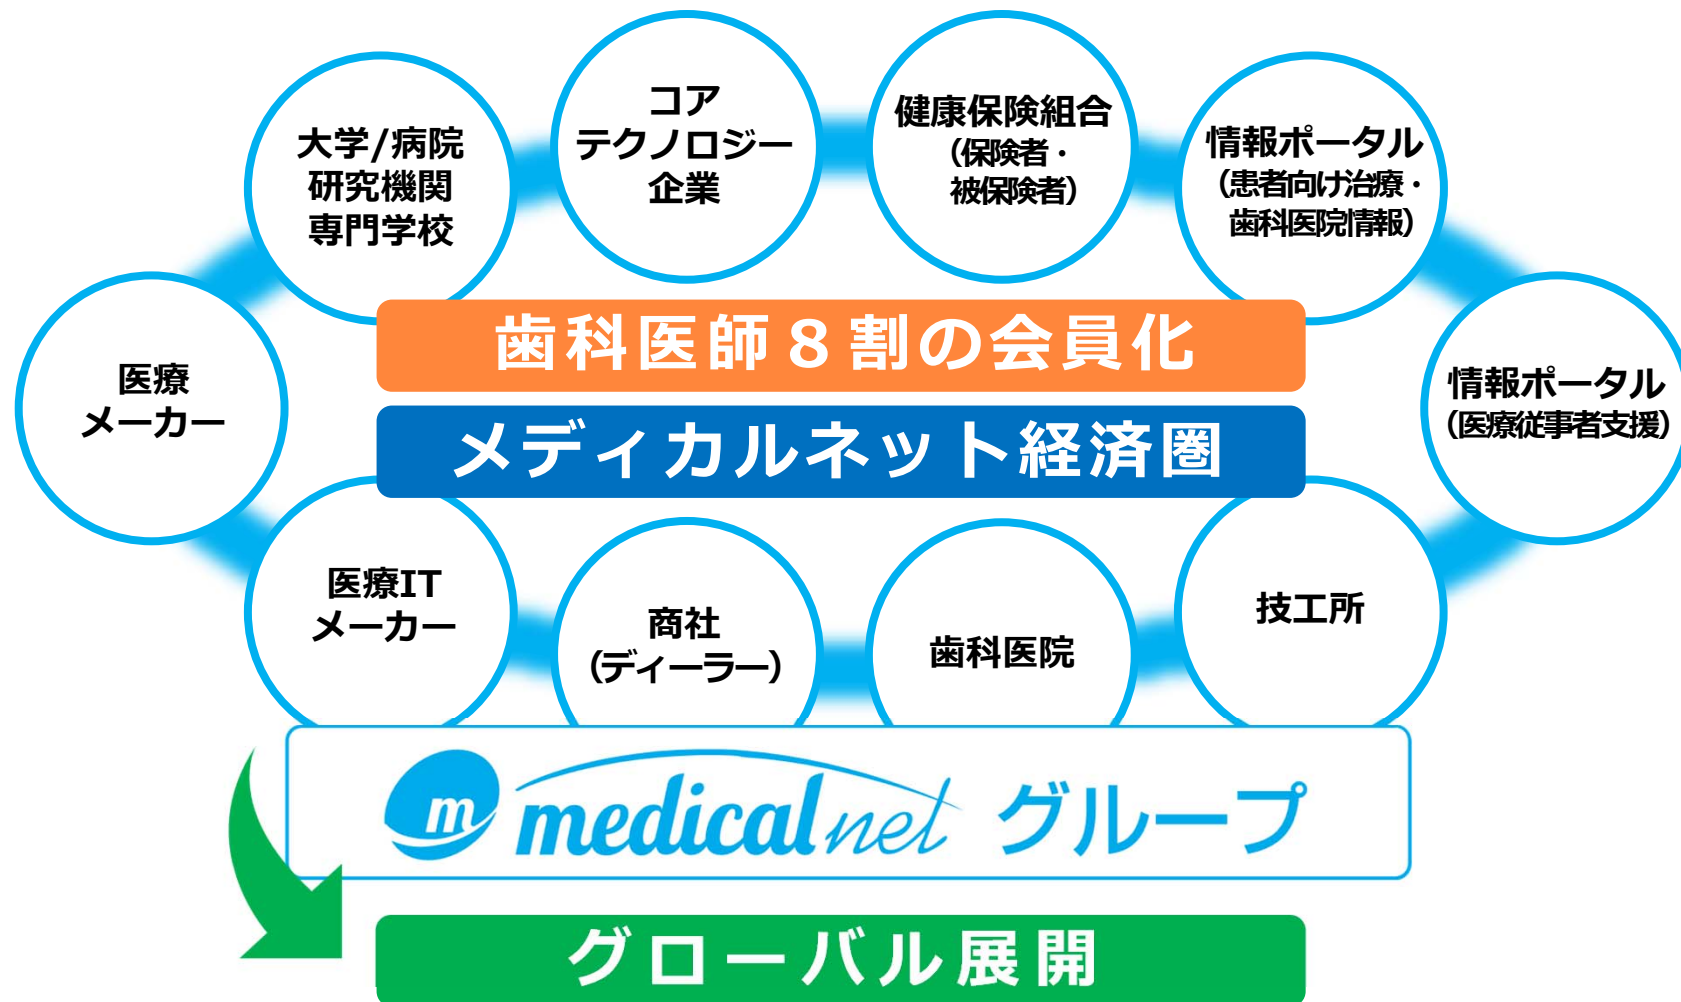 コア
テクノロジー
企業
健康保険組合
（保険者・
被保険者）
大学/病院
研究機関
専門学校
情報ポータル
（患者向け治療・
歯科医院情報）
歯科医師８割の会員化
医療
メーカー
情報ポータル
（医療従事者支援）
メディカルネット経済圏
医療IT
メーカー
商社
（ディーラー）
歯科医院
技工所
m medicalnet グループ
グローバル展開